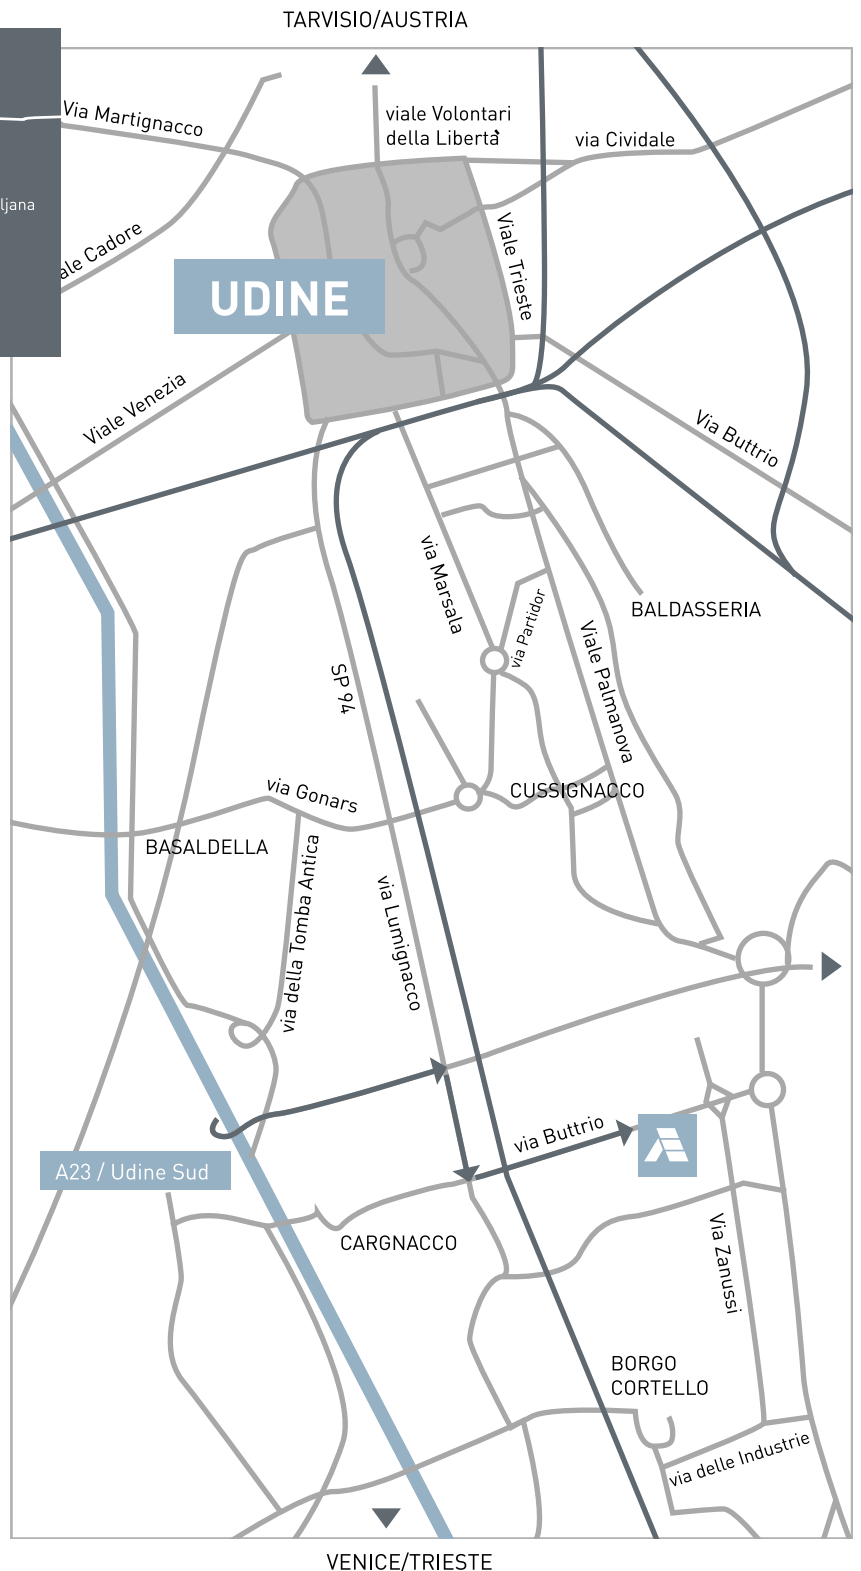 TARVISIO/AUSTRIA
viale Volontari
della Libertà
Via Martignacco
via Cividale
ljana
ale Cadore
Viale Trieste
UDINE
Viale Venezia
Via Buttrio
via Marsala
via Partidor
BALDASSERIA
Viale Palmanova
SP 94
via Gonars
CUSSIGNACCO
BASALDELLA
via della Tomba Antica
via Lumignacco
via Buttrio
A23 / Udine Sud
CARGNACCO
Via Zanussi
BORGO
CORTELLO
via delle Industrie
VENICE/TRIESTE